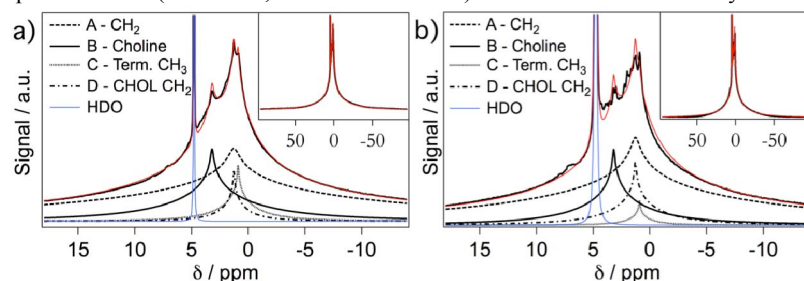 a)
A - CH₂
B - Choline
C - Term. CH₃
D - CHOL CH₂
HDO
Signal / a.u.
50 0 -50
15 10 5 0 -5 -10
δ / ppm
b)
A - CH₂
B - Choline
C - Term. CH₃
D - CHOL CH₂
HDO
Signal / a.u.
50 0 -50
15 10 5 0 -5 -10
δ / ppm